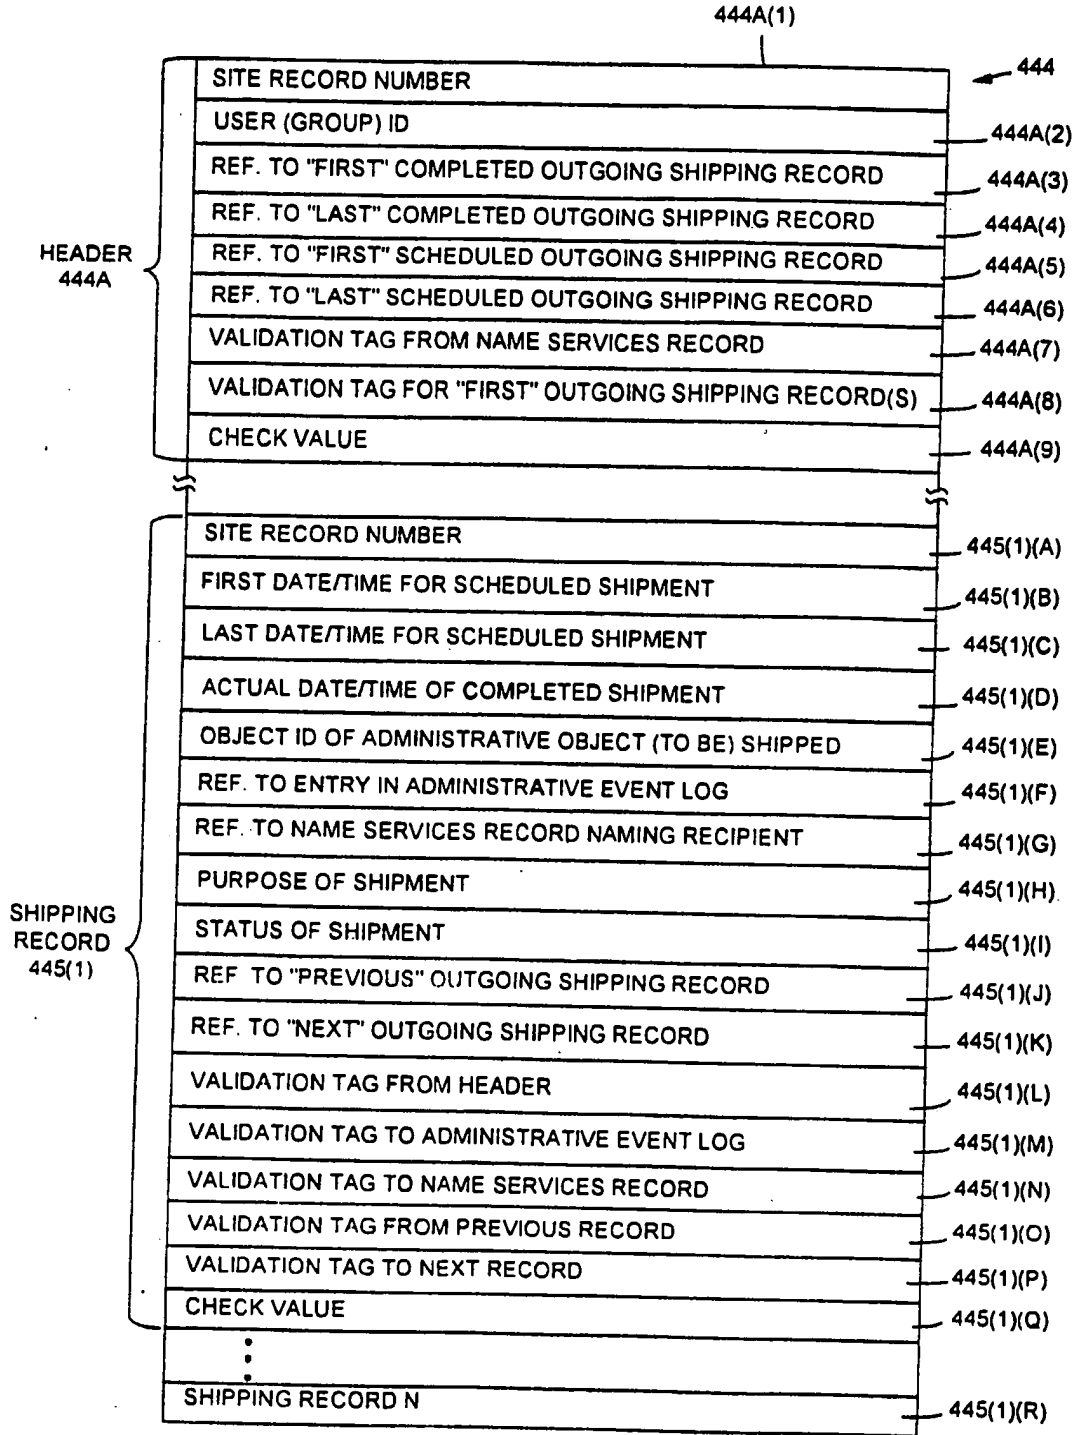 444A(1)
444
SITE RECORD NUMBER
USER (GROUP) ID 444A(2)
REF. TO "FIRST" COMPLETED OUTGOING SHIPPING RECORD 444A(3)
REF. TO "LAST" COMPLETED OUTGOING SHIPPING RECORD 444A(4)
HEADER
444A
REF. TO "FIRST" SCHEDULED OUTGOING SHIPPING RECORD 444A(5)
REF. TO "LAST" SCHEDULED OUTGOING SHIPPING RECORD 444A(6)
VALIDATION TAG FROM NAME SERVICES RECORD 444A(7)
VALIDATION TAG FOR "FIRST" OUTGOING SHIPPING RECORD(S) 444A(8)
CHECK VALUE 444A(9)
SITE RECORD NUMBER 445(1)(A)
FIRST DATE/TIME FOR SCHEDULED SHIPMENT 445(1)(B)
LAST DATE/TIME FOR SCHEDULED SHIPMENT 445(1)(C)
ACTUAL DATE/TIME OF COMPLETED SHIPMENT 445(1)(D)
OBJECT ID OF ADMINISTRATIVE OBJECT (TO BE) SHIPPED 445(1)(E)
REF. TO ENTRY IN ADMINISTRATIVE EVENT LOG 445(1)(F)
REF. TO NAME SERVICES RECORD NAMING RECIPIENT 445(1)(G)
PURPOSE OF SHIPMENT 445(1)(H)
SHIPPING
RECORD
445(1)
STATUS OF SHIPMENT 445(1)(I)
REF TO "PREVIOUS" OUTGOING SHIPPING RECORD 445(1)(J)
REF. TO "NEXT" OUTGOING SHIPPING RECORD 445(1)(K)
VALIDATION TAG FROM HEADER 445(1)(L)
VALIDATION TAG TO ADMINISTRATIVE EVENT LOG 445(1)(M)
VALIDATION TAG TO NAME SERVICES RECORD 445(1)(N)
VALIDATION TAG FROM PREVIOUS RECORD 445(1)(O)
VALIDATION TAG TO NEXT RECORD 445(1)(P)
CHECK VALUE 445(1)(Q)
SHIPPING RECORD N 445(1)(R)